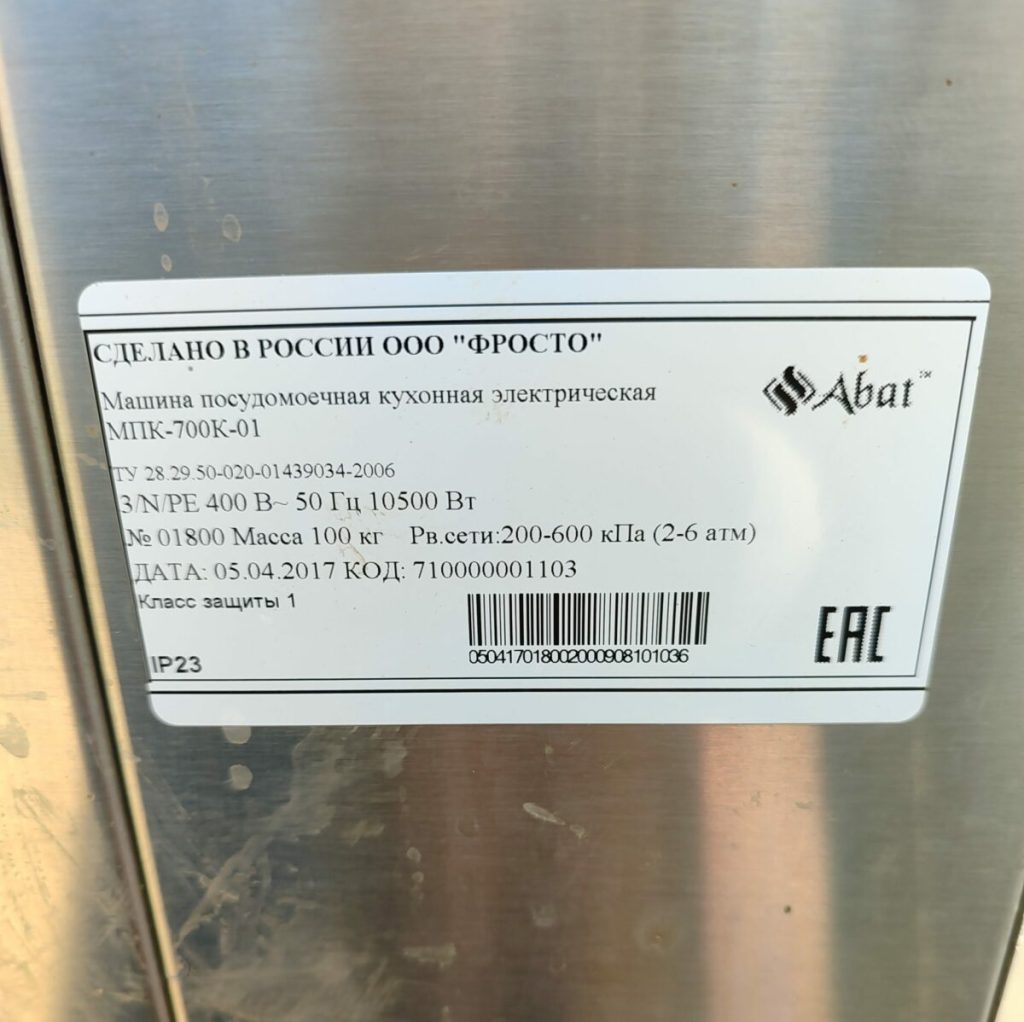 СДЕЛАНО В РОССИИ ООО "ФРОСТО"
Abat™
Машина посудомоечная кухонная электрическая
МПК-700К-01
ТУ 28.29.50-020-01439034-2006
3/N/PE 400 В~ 50 Гц 10500 Вт
№ 01800 Масса 100 кг Рв.сети:200-600 кПа (2-6 атм)
ДАТА: 05.04.2017 КОД: 710000001103
Класс защиты 1
050417018002000908101036
IP23
EAC